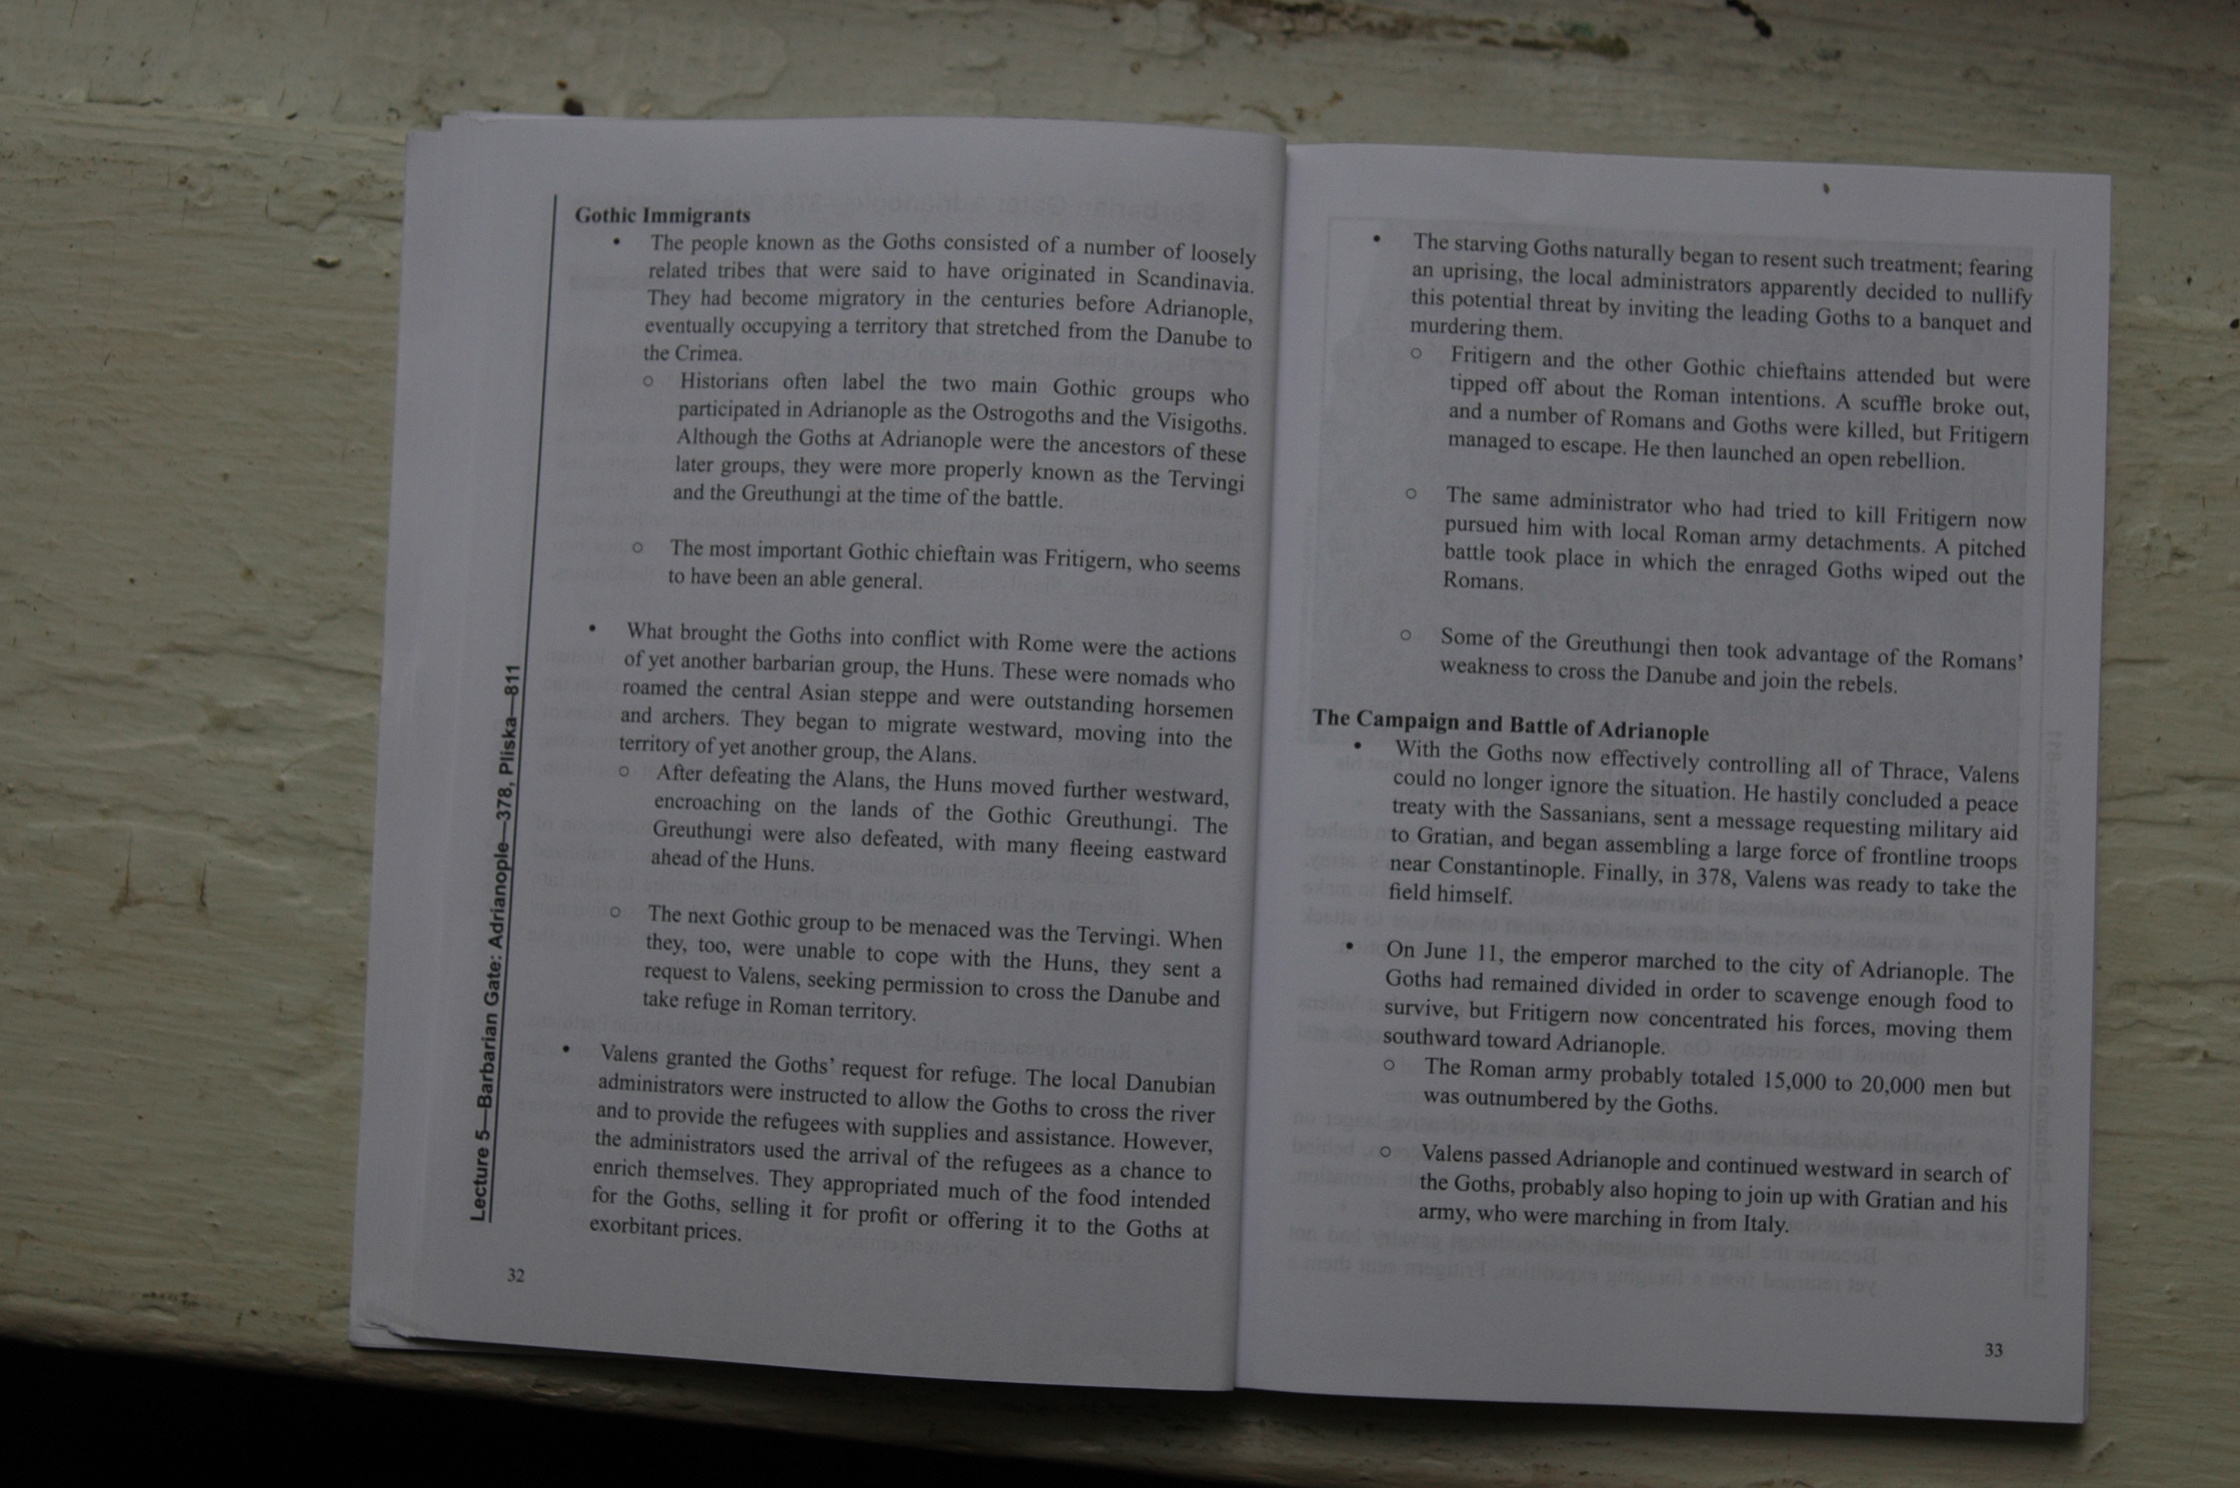 Gothic Immigrants
• The people known as the Goths consisted of a number of loosely
related tribes that were said to have originated in Scandinavia.
They had become migratory in the centuries before Adrianople,
eventually occupying a territory that stretched from the Danube to
the Crimea.
o Historians often label the two main Gothic groups who
participated in Adrianople as the Ostrogoths and the Visigoths.
Although the Goths at Adrianople were the ancestors of these
later groups, they were more properly known as the Tervingi
and the Greuthungi at the time of the battle.
o The most important Gothic chieftain was Fritigern, who seems
to have been an able general.
• What brought the Goths into conflict with Rome were the actions
of yet another barbarian group, the Huns. These were nomads who
roamed the central Asian steppe and were outstanding horsemen
and archers. They began to migrate westward, moving into the
territory of yet another group, the Alans.
o After defeating the Alans, the Huns moved further westward,
encroaching on the lands of the Gothic Greuthungi. The
Greuthungi were also defeated, with many fleeing eastward
ahead of the Huns.
o The next Gothic group to be menaced was the Tervingi. When
they, too, were unable to cope with the Huns, they sent a
request to Valens, seeking permission to cross the Danube and
take refuge in Roman territory.
• Valens granted the Goths’ request for refuge. The local Danubian
administrators were instructed to allow the Goths to cross the river
and to provide the refugees with supplies and assistance. However,
the administrators used the arrival of the refugees as a chance to
enrich themselves. They appropriated much of the food intended
for the Goths, selling it for profit or offering it to the Goths at
exorbitant prices.
Lecture 5—Barbarian Gate: Adrianople—378, Pliska—811
32
• The starving Goths naturally began to resent such treatment; fearing
an uprising, the local administrators apparently decided to nullify
this potential threat by inviting the leading Goths to a banquet and
murdering them.
o Fritigern and the other Gothic chieftains attended but were
tipped off about the Roman intentions. A scuffle broke out,
and a number of Romans and Goths were killed, but Fritigern
managed to escape. He then launched an open rebellion.
o The same administrator who had tried to kill Fritigern now
pursued him with local Roman army detachments. A pitched
battle took place in which the enraged Goths wiped out the
Romans.
o Some of the Greuthungi then took advantage of the Romans’
weakness to cross the Danube and join the rebels.
The Campaign and Battle of Adrianople
• With the Goths now effectively controlling all of Thrace, Valens
could no longer ignore the situation. He hastily concluded a peace
treaty with the Sassanians, sent a message requesting military aid
to Gratian, and began assembling a large force of frontline troops
near Constantinople. Finally, in 378, Valens was ready to take the
field himself.
• On June 11, the emperor marched to the city of Adrianople. The
Goths had remained divided in order to scavenge enough food to
survive, but Fritigern now concentrated his forces, moving them
southward toward Adrianople.
o The Roman army probably totaled 15,000 to 20,000 men but
was outnumbered by the Goths.
o Valens passed Adrianople and continued westward in search of
the Goths, probably also hoping to join up with Gratian and his
army, who were marching in from Italy.
33